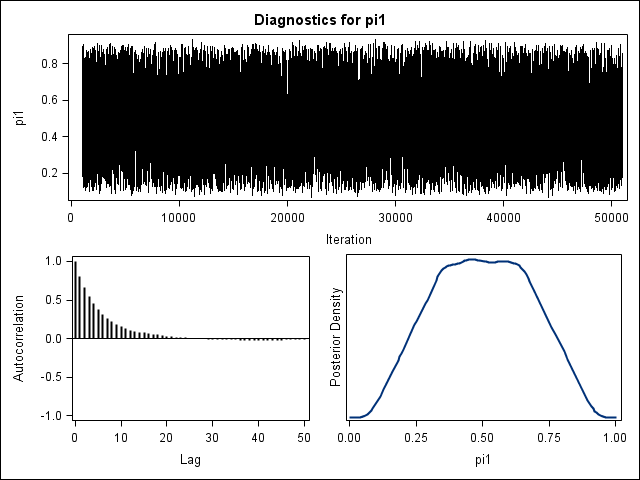 Diagnostics for pi1
0.8
0.6
0.4
0.2
pi1
0 10000 20000 30000 40000 50000
Iteration
1.0
0.5
0.0
-0.5
-1.0
Autocorrelation
0 10 20 30 40 50
Lag
Posterior Density
0.00 0.25 0.50 0.75 1.00
pi1